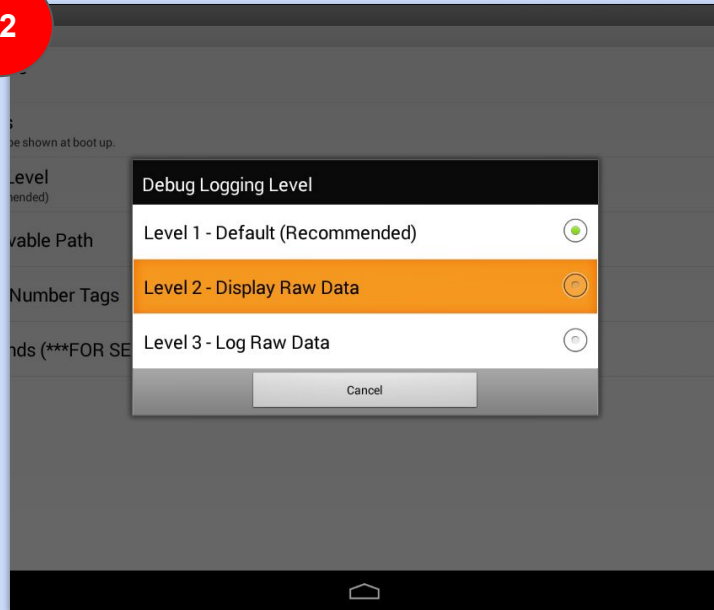 2
be shown at boot up.
Level
Debug Logging Level
Level 1 - Default (Recommended)
vable Path
Level 2 - Display Raw Data
Number Tags
Level 3 - Log Raw Data
nds (***FOR SE
Cancel